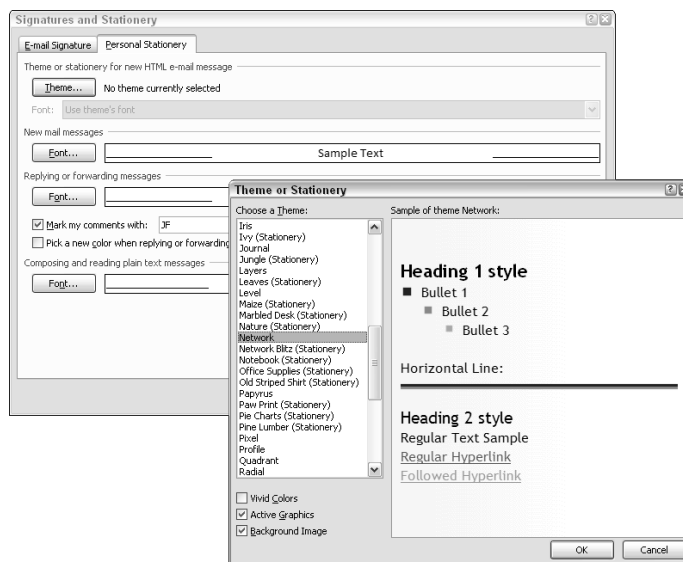 Signatures and Stationery
E-mail Signature
Personal Stationery
Theme or stationery for new HTML e-mail message
Theme...
No theme currently selected
Font:
Use theme's font
New mail messages
Font...
Sample Text
Replying or forwarding messages
Font...
Mark my comments with:
JF
Pick a new color when replying or forwarding
Composing and reading plain text messages
Font...
Theme or Stationery
Choose a Theme:
Iris
Ivy (Stationery)
Journal
Jungle (Stationery)
Layers
Leaves (Stationery)
Level
Maize (Stationery)
Marbled Desk (Stationery)
Nature (Stationery)
Network
Network Blitz (Stationery)
Notebook (Stationery)
Office Supplies (Stationery)
Old Striped Shirt (Stationery)
Papyrus
Paw Print (Stationery)
Pie Charts (Stationery)
Pine Lumber (Stationery)
Pixel
Profile
Quadrant
Radial
Vivid Colors
Active Graphics
Background Image
Sample of theme Network:
Heading 1 style
Bullet 1
Bullet 2
Bullet 3
Horizontal Line:
Heading 2 style
Regular Text Sample
Regular Hyperlink
Followed Hyperlink
OK
Cancel